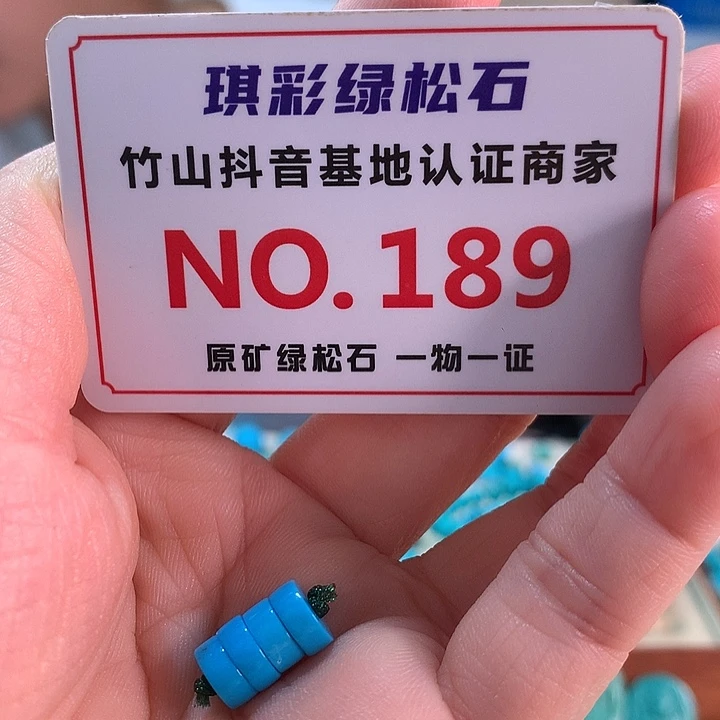 琪彩绿松石
竹山抖音基地认证商家
NO.189
原矿绿松石 一物一证